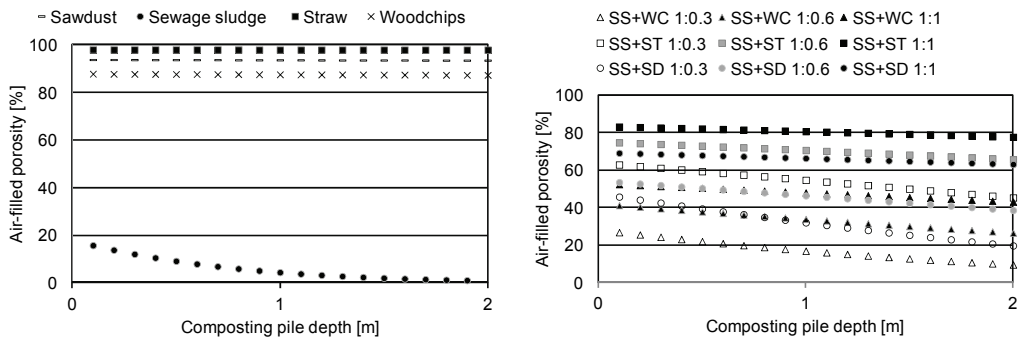 Sawdust Sewage sludge Straw Woodchips
100
80
60
40
20
0
Air-filled porosity [%]
0 1 2
Composting pile depth [m]
SS+WC 1:0.3 SS+WC 1:0.6 SS+WC 1:1
SS+ST 1:0.3 SS+ST 1:0.6 SS+ST 1:1
SS+SD 1:0.3 SS+SD 1:0.6 SS+SD 1:1
100
80
60
40
20
0
Air-filled porosity [%]
0 1 2
Composting pile depth [m]